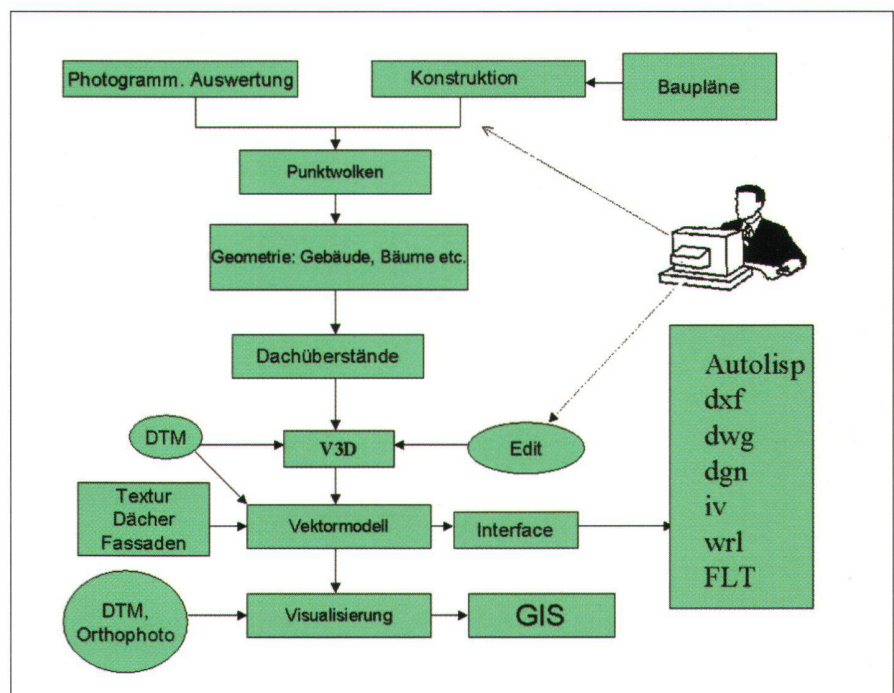 Photogramm. Auswertung
Konstruktion
Baupläne
Punktwolken
Geometrie: Gebäude, Bäume etc.
Dachüberstände
DTM
V3D
Edit
Textur
Dächer
Fassaden
Vektormodell
Interface
Autolisp
dxf
dwg
dgn
iv
wrl
FLT
DTM,
Orthophoto
Visualisierung
GIS